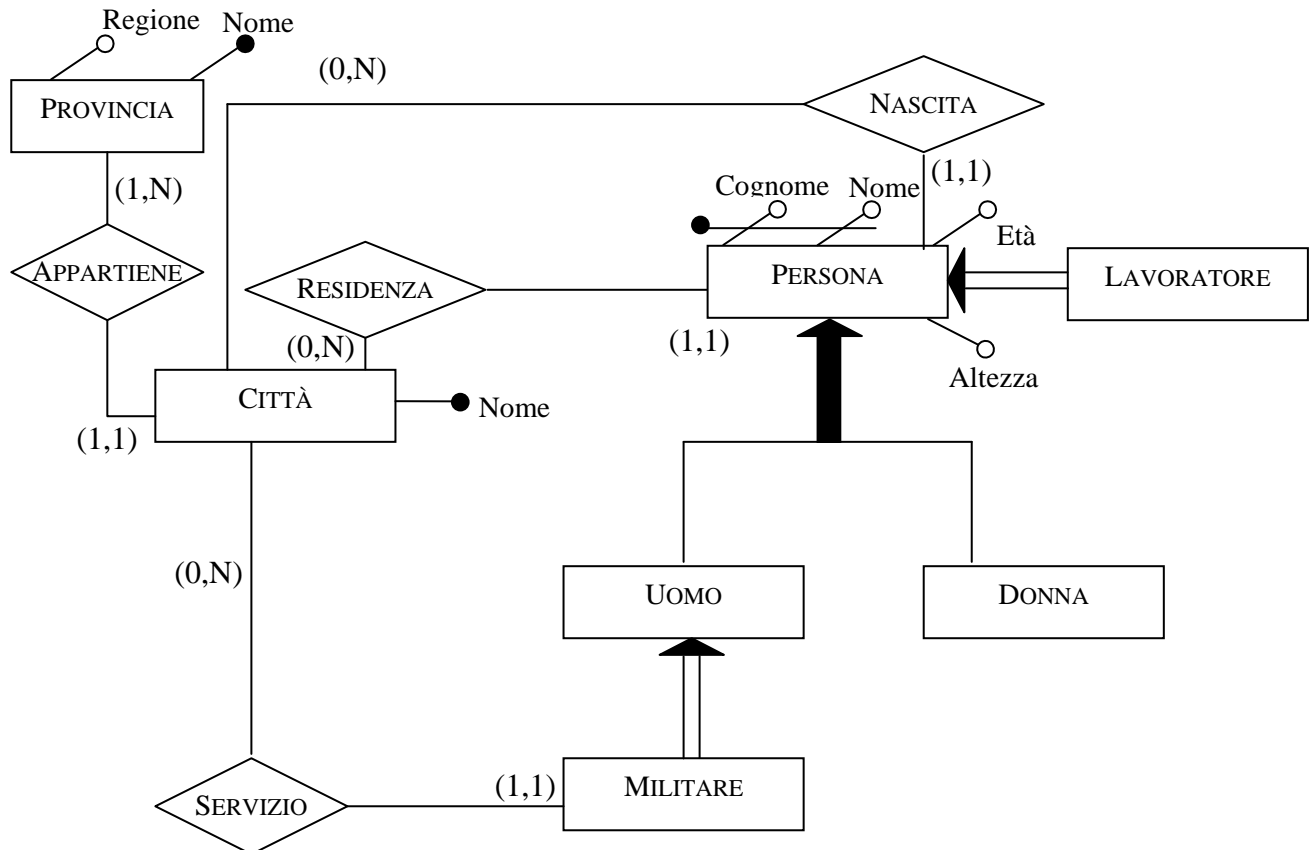 Regione Nome
(0,N)
PROVINCIA
NASCITA
(1,N)
(1,1)
Cognome Nome
Età
APPARTIENE
RESIDENZA
PERSONA
LAVORATORE
(0,N)
(1,1)
Altezza
CITTÀ
Nome
(1,1)
(0,N)
UOMO
DONNA
(1,1)
MILITARE
SERVIZIO